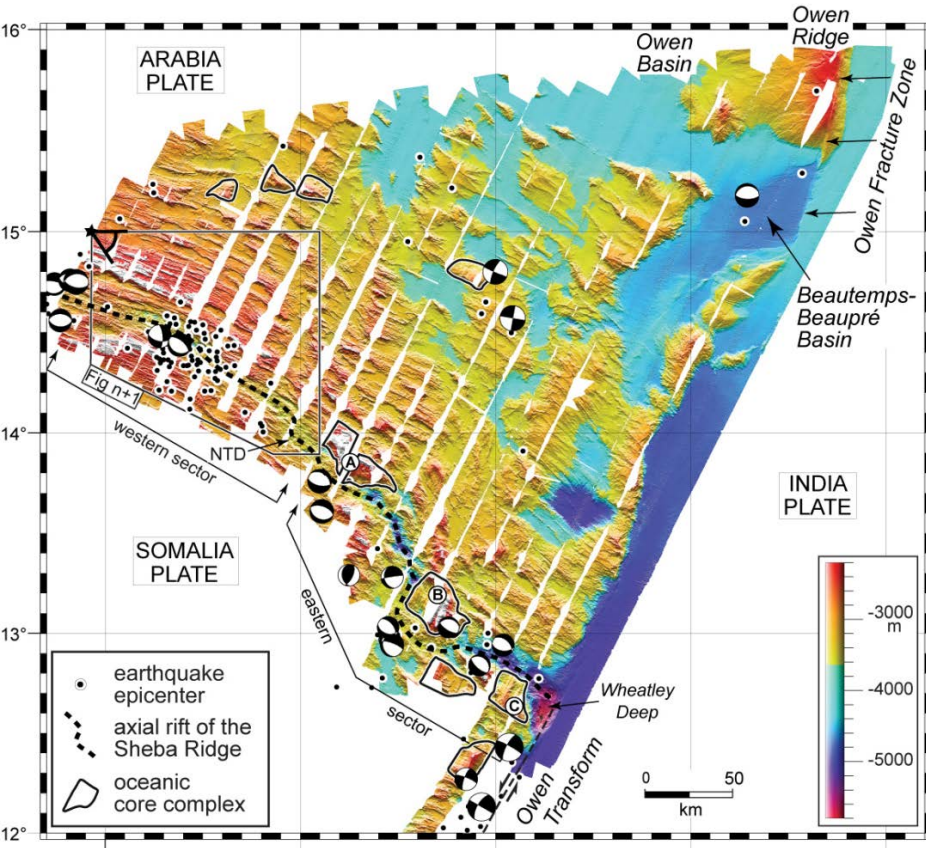 16°
15°
14°
13°
12°
ARABIA
PLATE
Owen
Basin
Owen
Ridge
Owen Fracture Zone
Beautemps-
Beaupré
Basin
Fig n+1
western sector
NTD
A
SOMALIA
PLATE
INDIA
PLATE
eastern
sector
B
C
Wheatley
Deep
Owen
Transform
0 50
km
-3000
m
-4000
-5000
earthquake
epicenter
axial rift of the
Sheba Ridge
oceanic
core complex